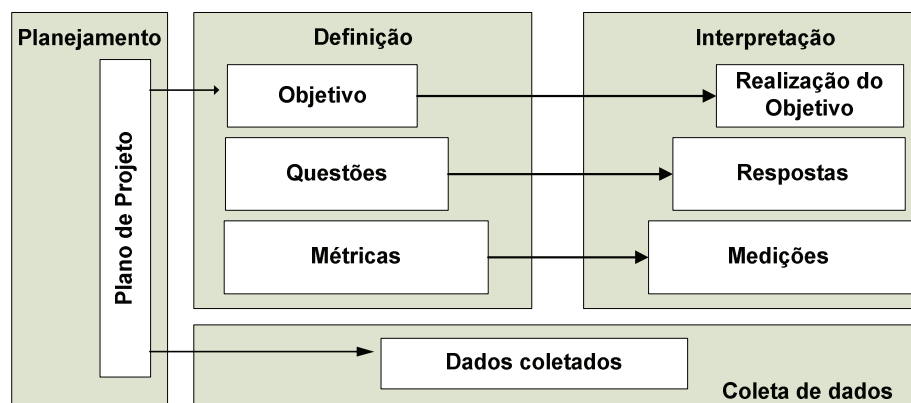 Planejamento
Plano de Projeto
Definição
Objetivo
Questões
Métricas
Interpretação
Realização do
Objetivo
Respostas
Medições
Dados coletados
Coleta de dados